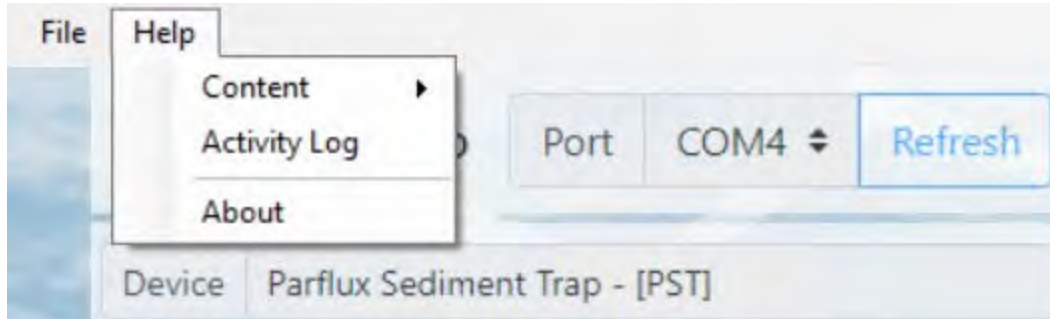 File Help
Content
Activity Log
Port COM4 Refresh
About
Device Parflux Sediment Trap - [PST]